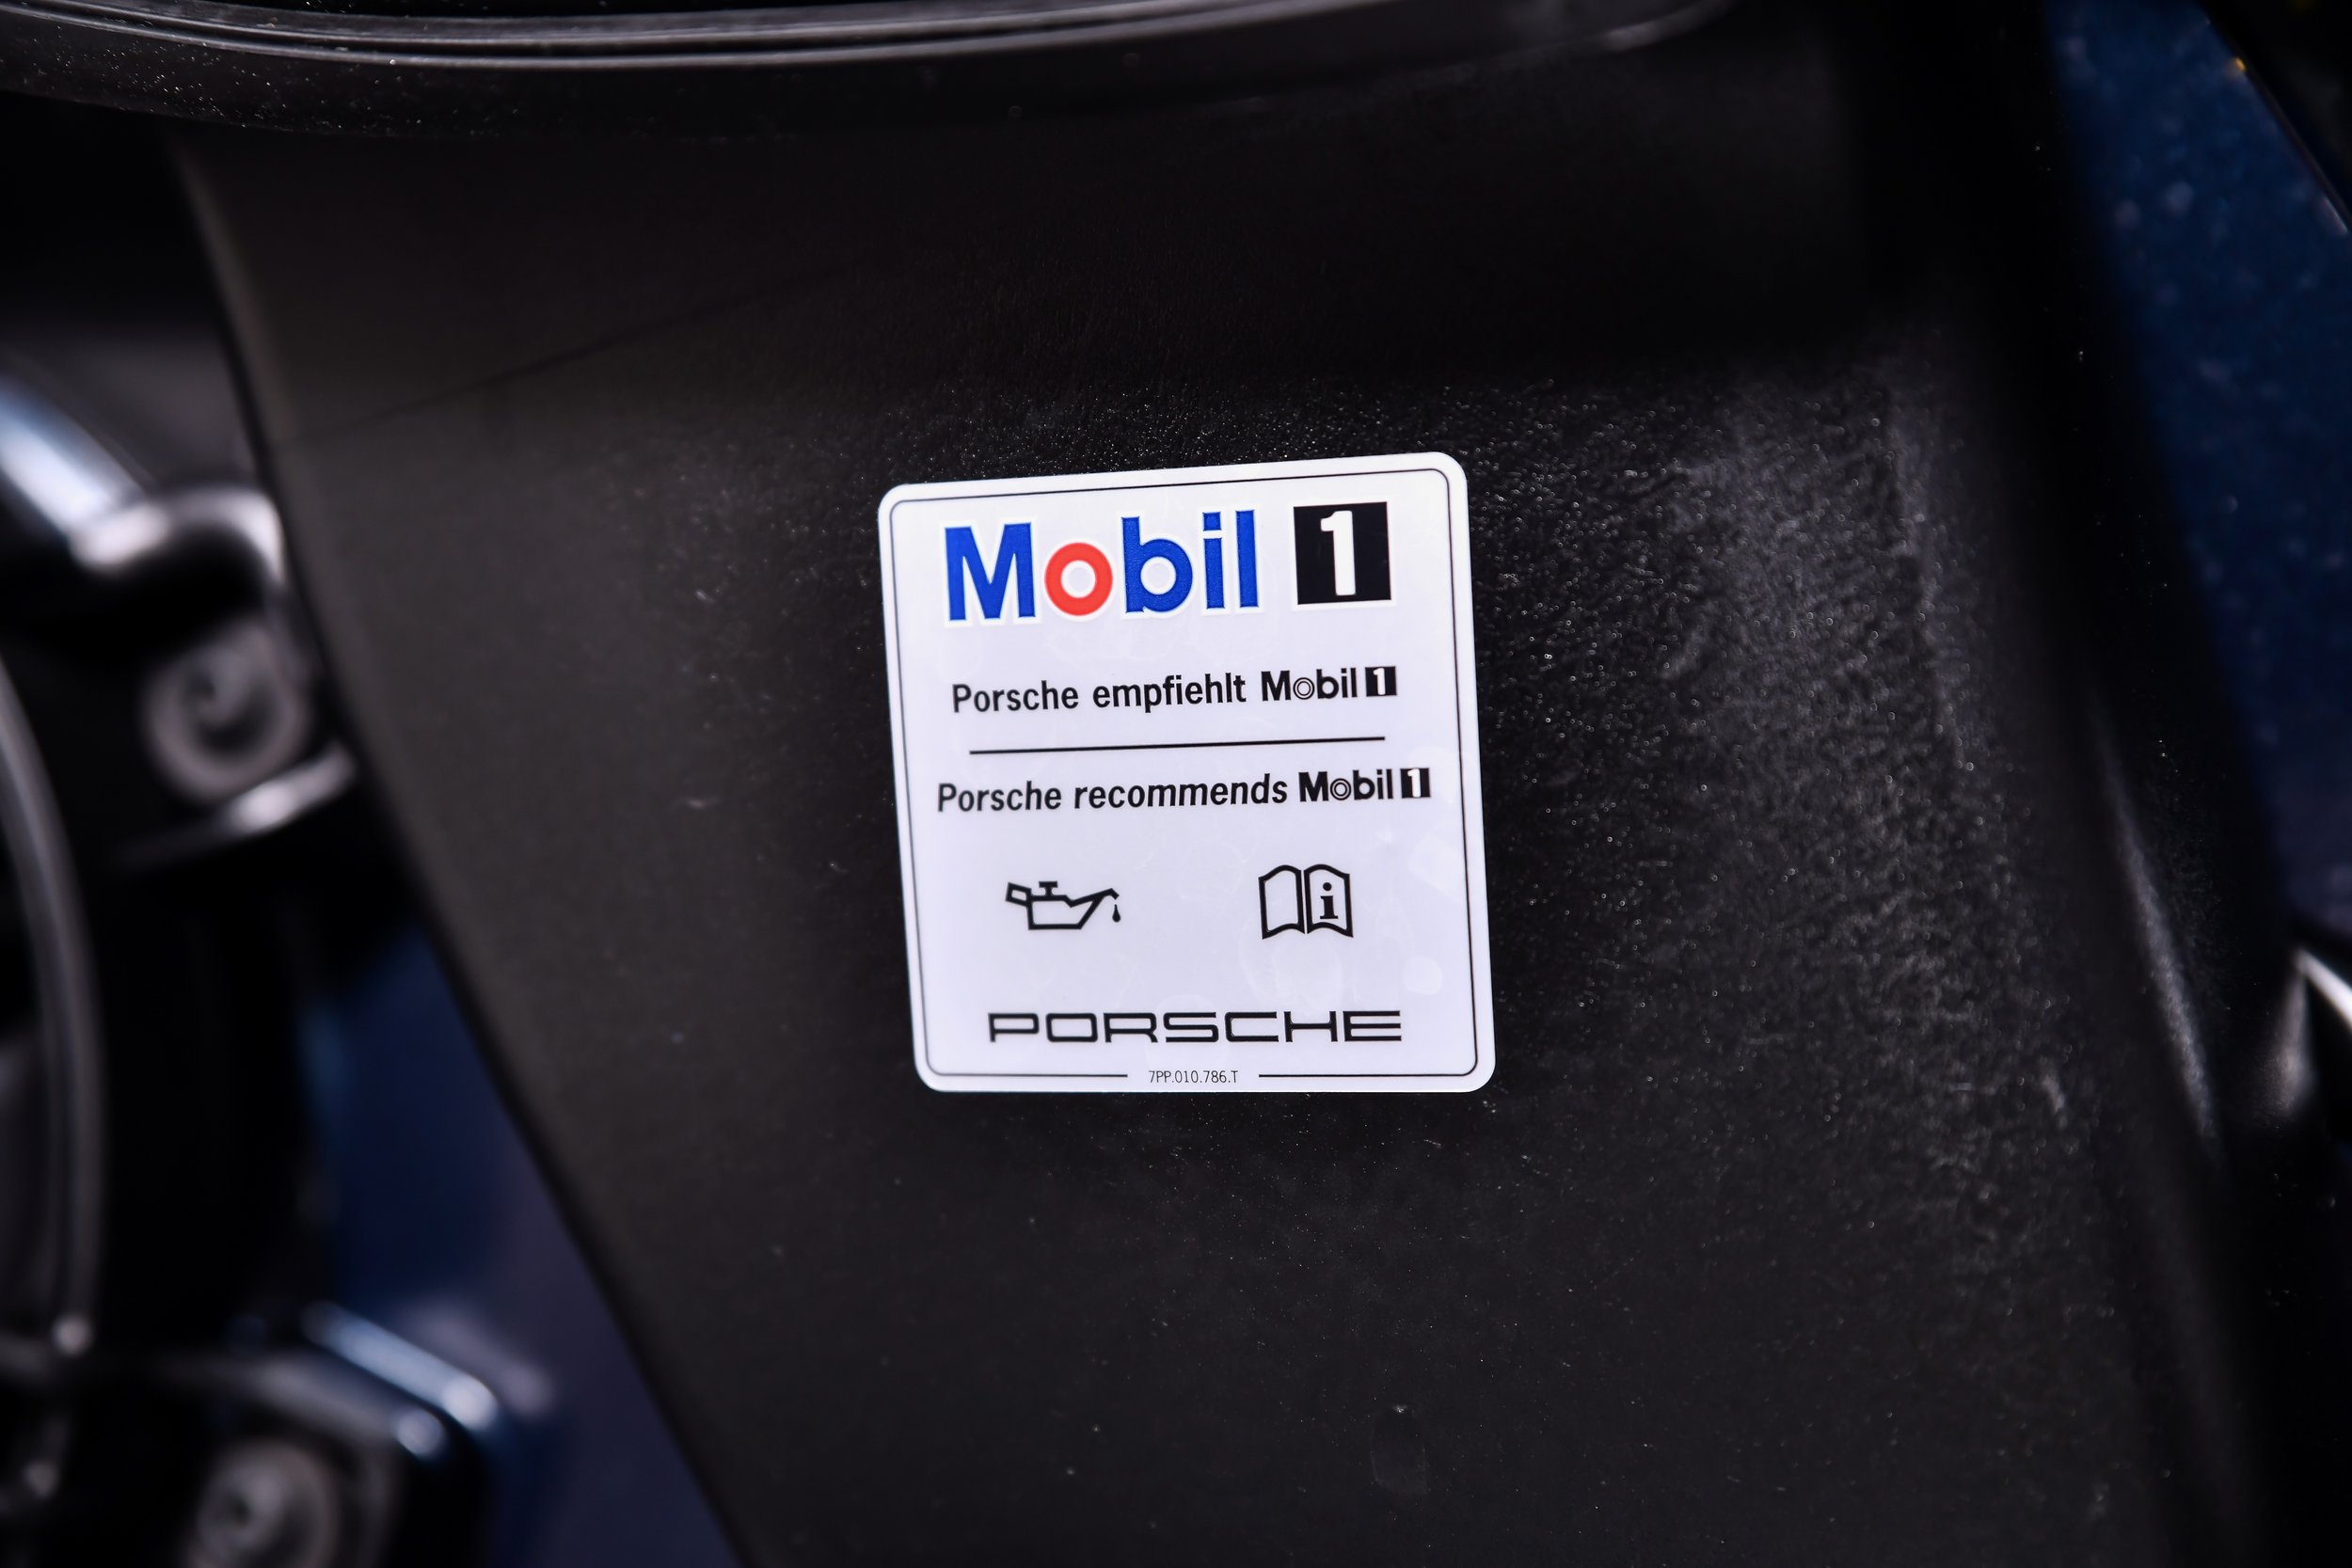 Mobil 1
Porsche empfiehlt Mobil 1
Porsche recommends Mobil 1
i
PORSCHE
7PP.010.786.T